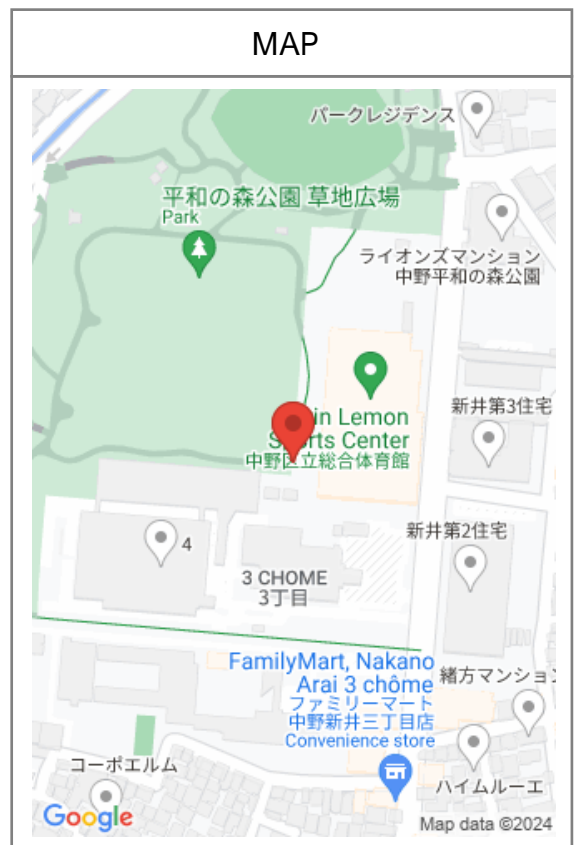 MAP
パークレジデンス
平和の森公園 草地広場
Park
ライオンズマンション
中野平和の森公園
in Lemon
Sports Center
中野区立総合体育館
新井第3住宅
新井第2住宅
4
3 CHOME
3丁目
FamilyMart, Nakano
Arai 3 chôme
ファミリーマート
中野新井三丁目店
Convenience store
緒方マンション
コーポエルム
ハイムルーエ
Google
Map data ©2024